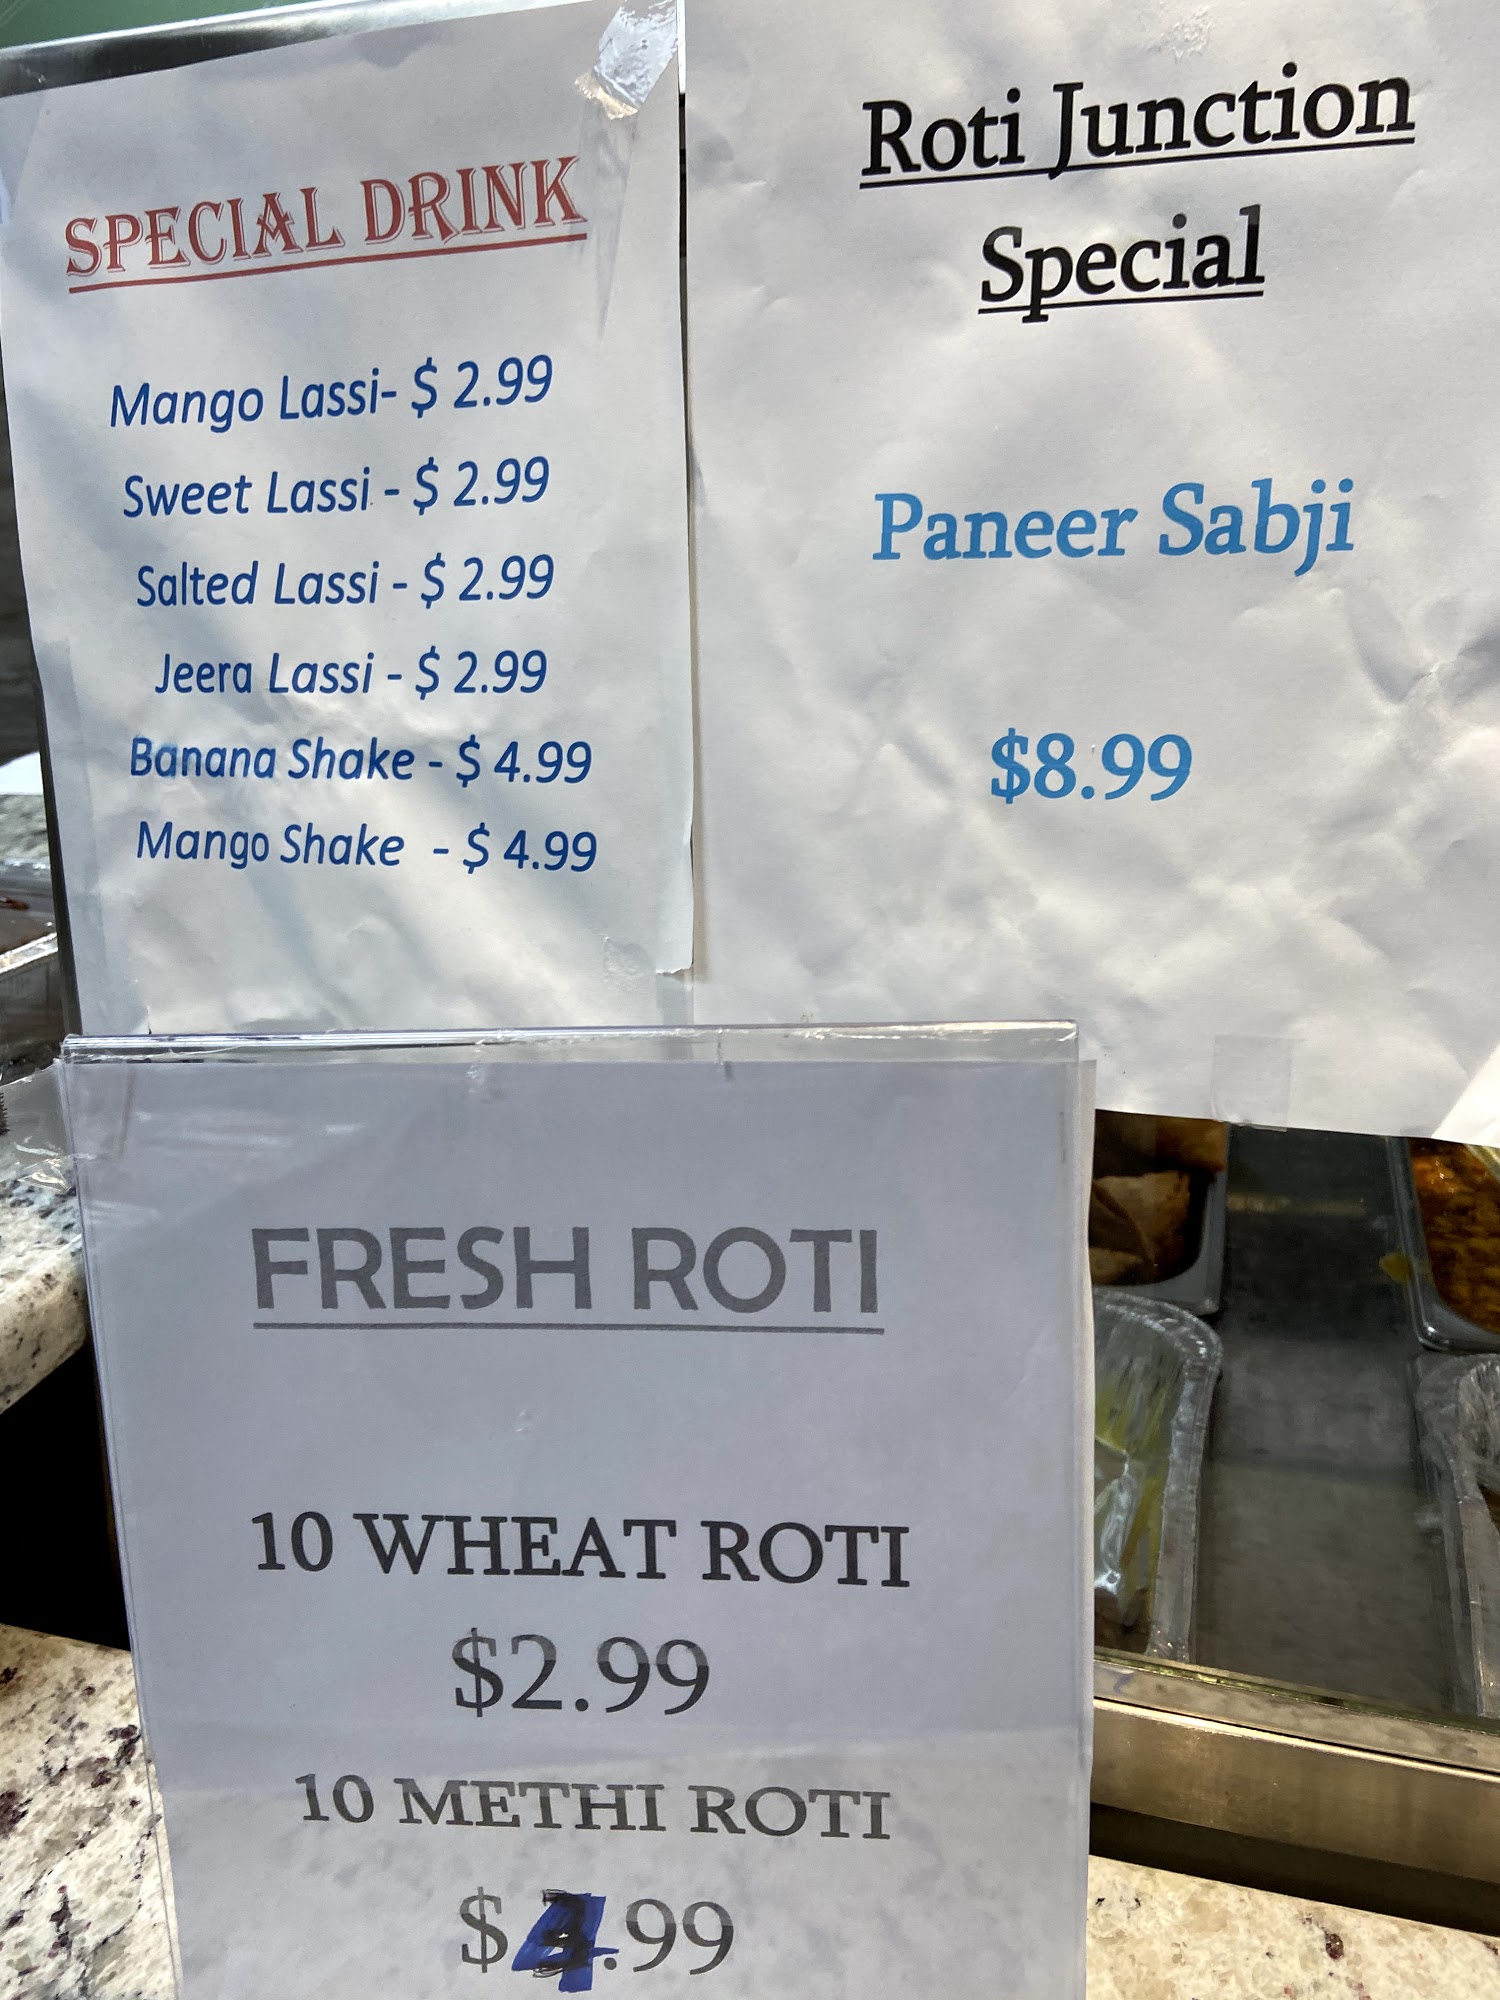 SPECIAL DRINK
Mango Lassi- $ 2.99
Sweet Lassi - $ 2.99
Salted Lassi - $ 2.99
Jeera Lassi - $ 2.99
Banana Shake - $ 4.99
Mango Shake - $ 4.99
Roti Junction
Special
Paneer Sabji
$8.99
FRESH ROTI
10 WHEAT ROTI
$2.99
10 METHI ROTI
$4.99